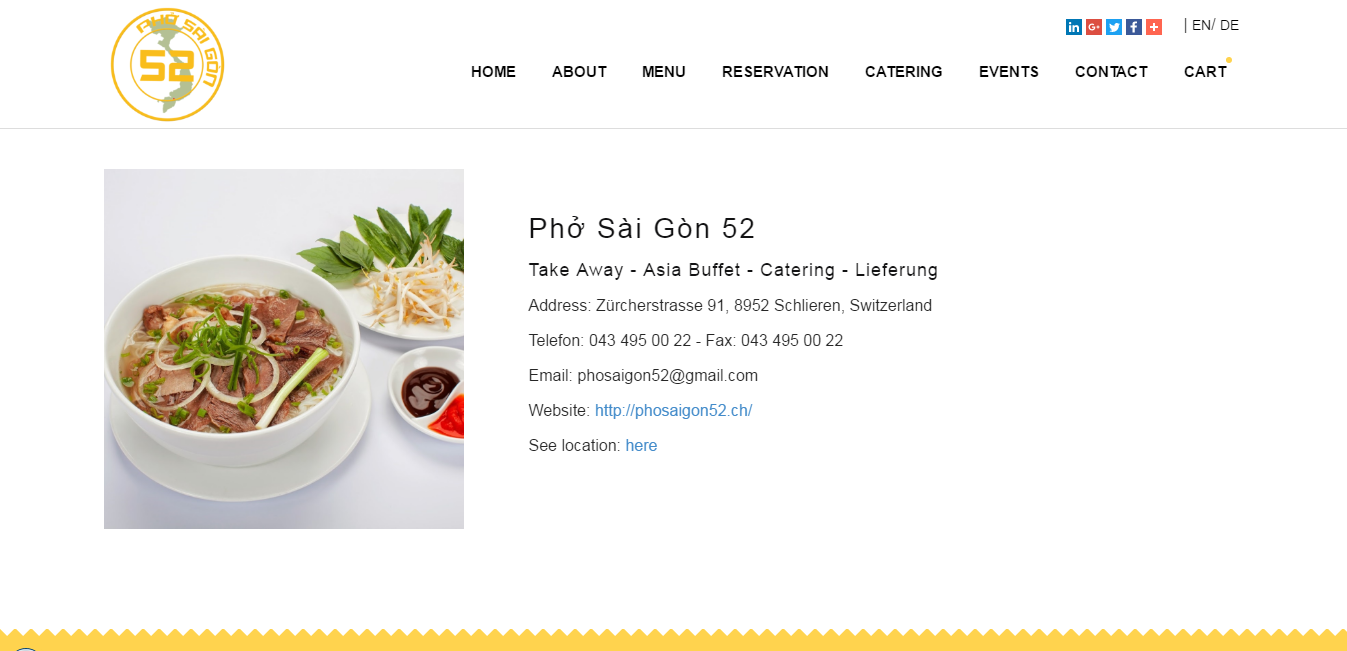 PHỞ SÀI GÒN
52
| EN/ DE
HOME ABOUT MENU RESERVATION CATERING EVENTS CONTACT CART
Phở Sài Gòn 52
Take Away - Asia Buffet - Catering - Lieferung
Address: Zürcherstrasse 91, 8952 Schlieren, Switzerland
Telefon: 043 495 00 22 - Fax: 043 495 00 22
Email: phosaigon52@gmail.com
Website: http://phosaigon52.ch/
See location: here